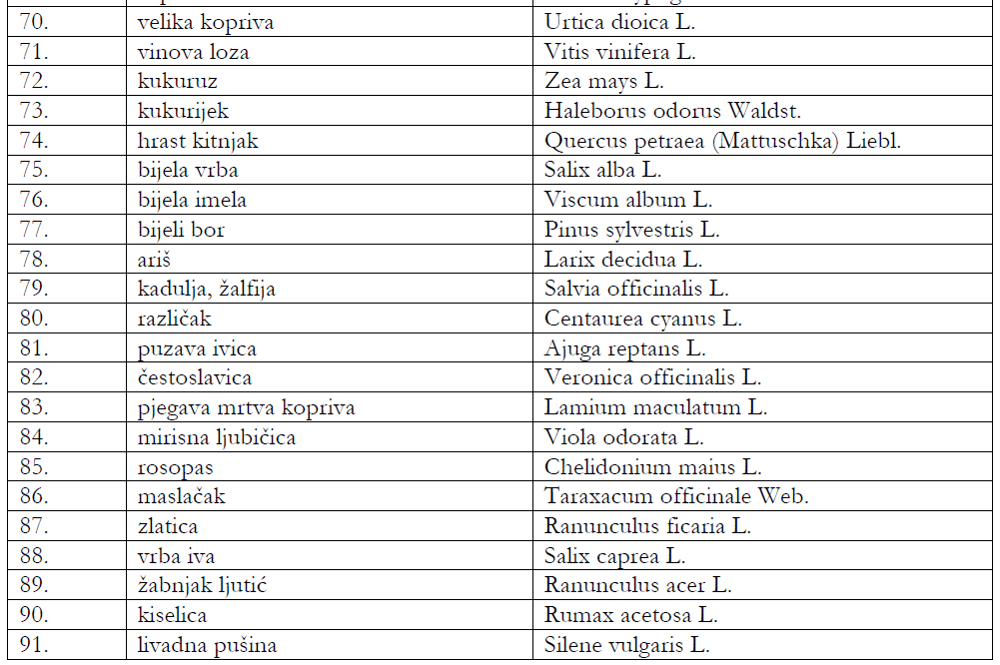 70. velika kopriva Urtica dioica L.
71. vinova loza Vitis vinifera L.
72. kukuruz Zea mays L.
73. kukurijek Haleborus odorus Waldst.
74. hrast kitnjak Quercus petraea (Mattuschka) Liebl.
75. bijela vrba Salix alba L.
76. bijela imela Viscum album L.
77. bijeli bor Pinus sylvestris L.
78. ariš Larix decidua L.
79. kadulja, žalfija Salvia officinalis L.
80. različak Centaurea cyanus L.
81. puzava ivica Ajuga reptans L.
82. čestoslavica Veronica officinalis L.
83. pjegava mrtva kopriva Lamium maculatum L.
84. mirisna ljubičica Viola odorata L.
85. rosopas Chelidonium maius L.
86. maslačak Taraxacum officinale Web.
87. zlatica Ranunculus ficaria L.
88. vrba iva Salix caprea L.
89. žabnjak ljutić Ranunculus acer L.
90. kiselica Rumax acetosa L.
91. livadna pušina Silene vulgaris L.